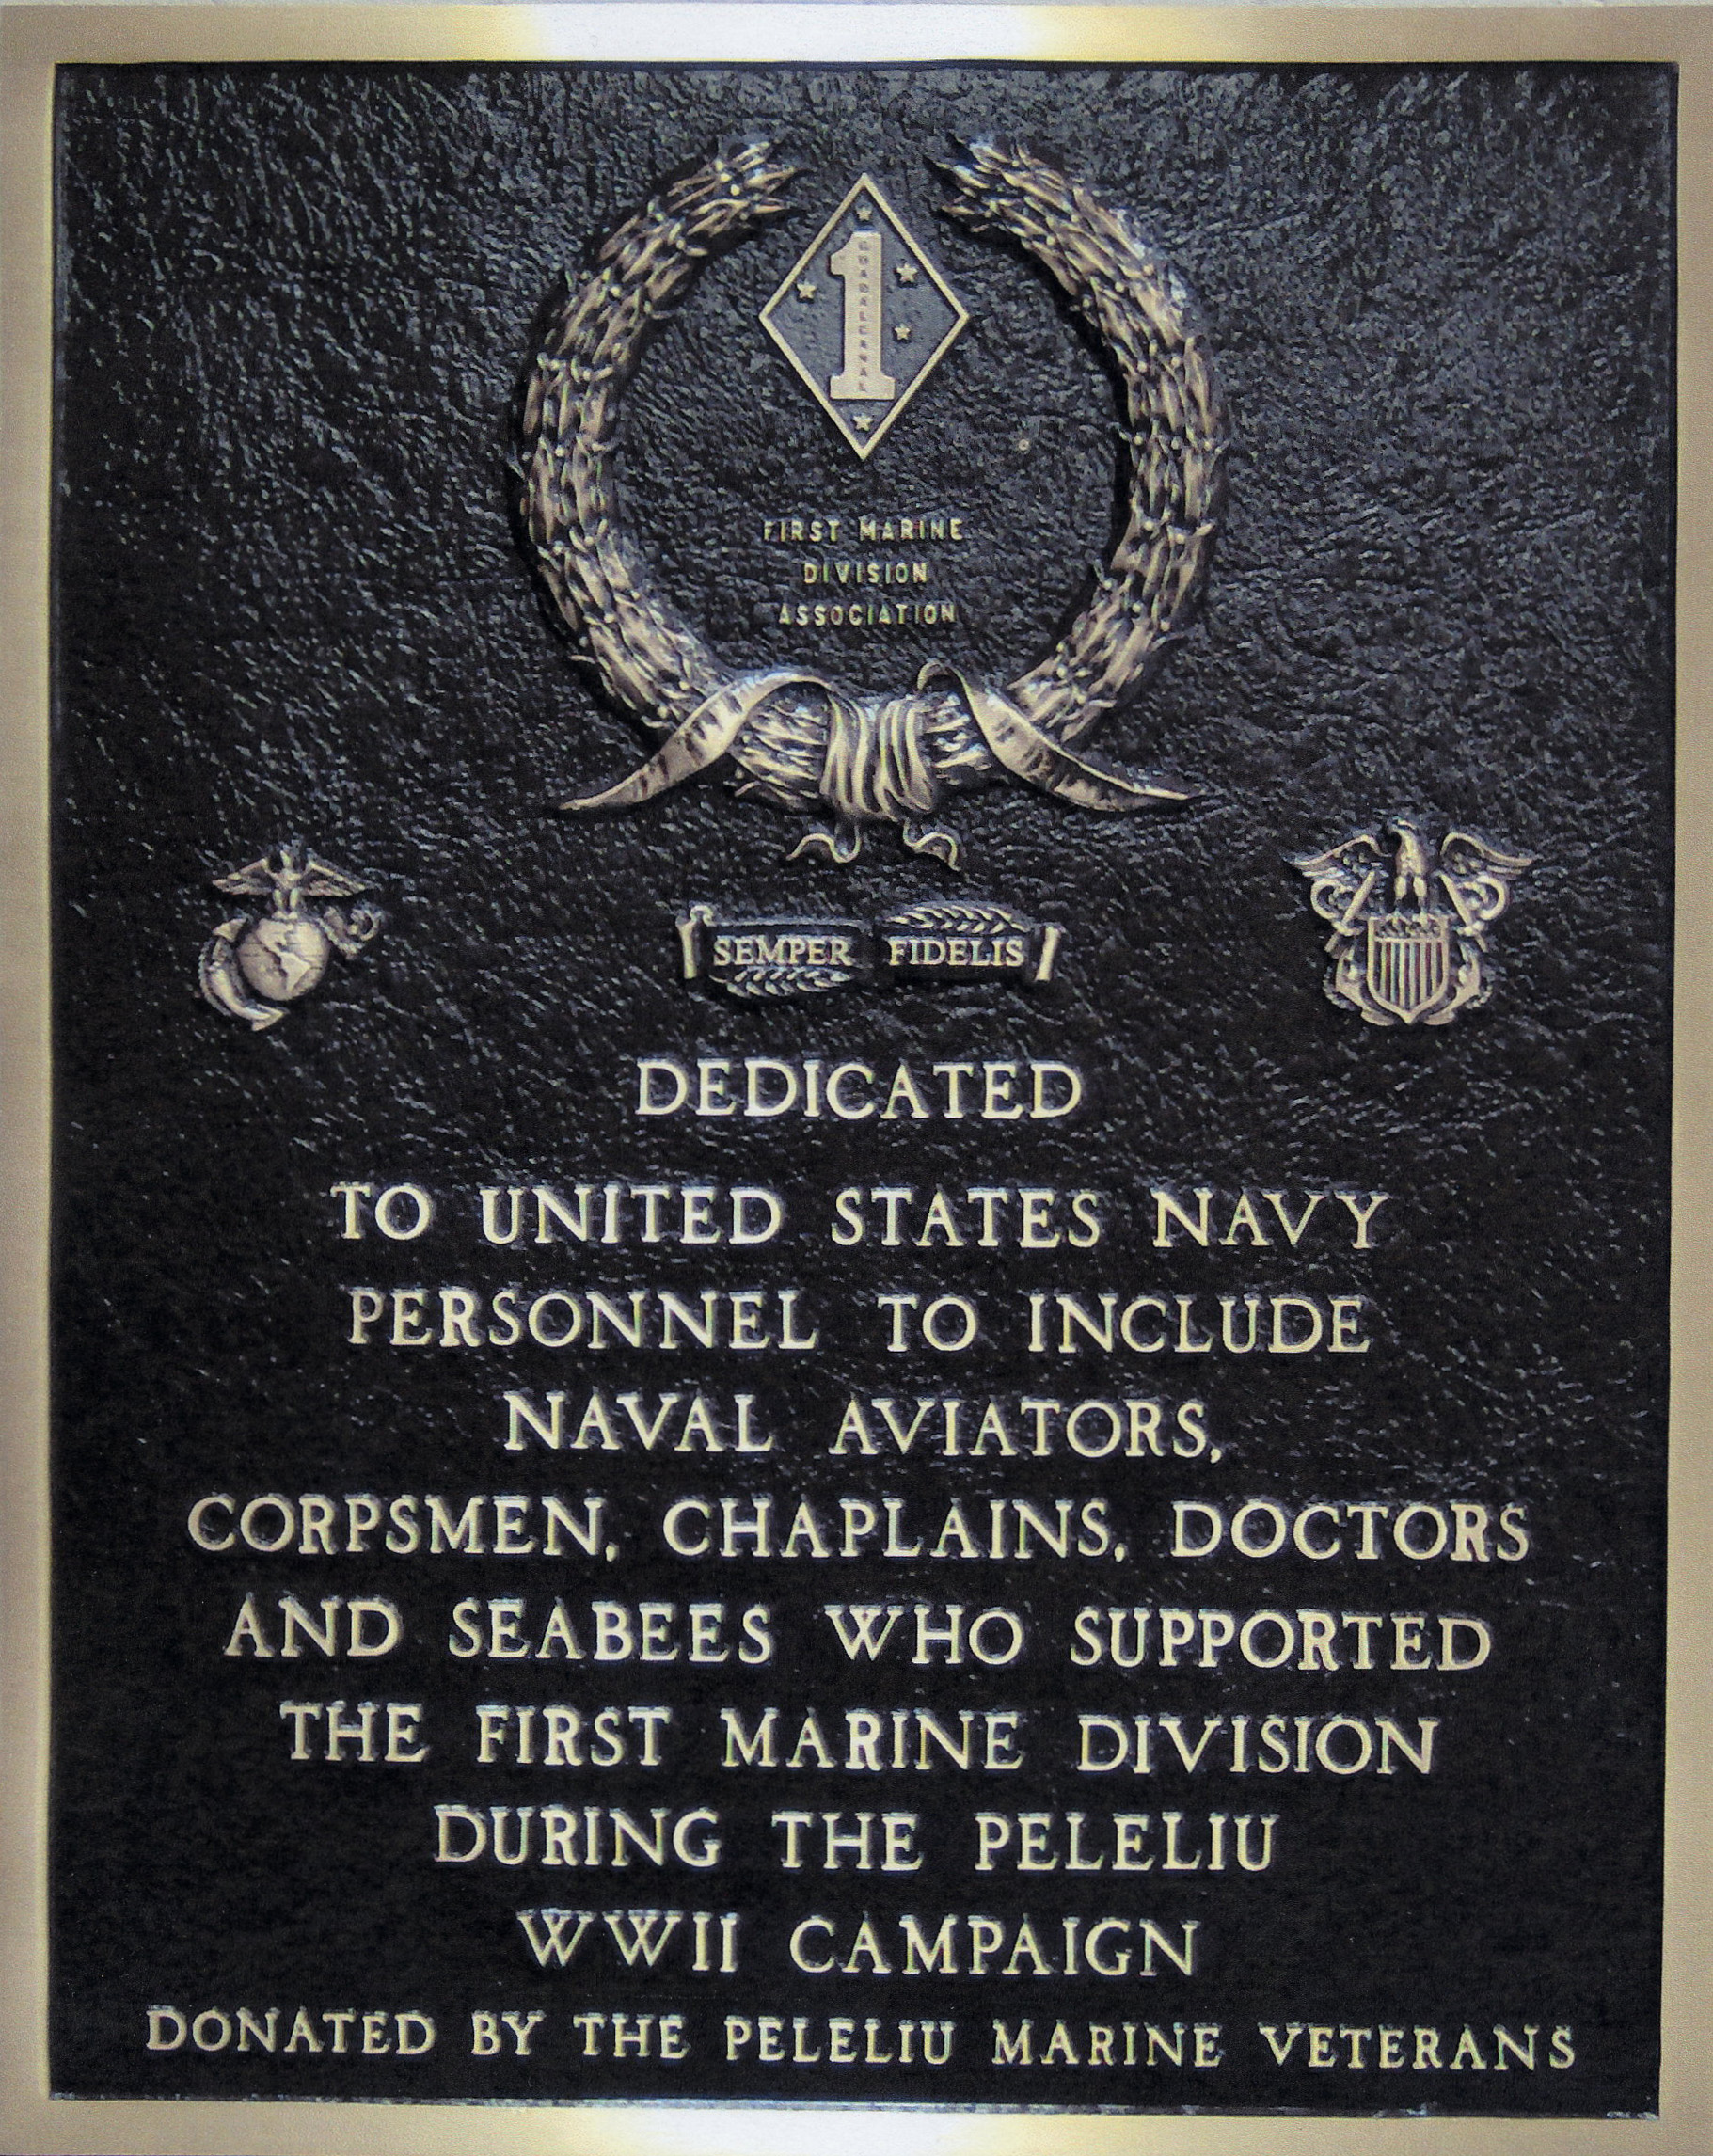 1
GUADALCANAL
FIRST MARINE
DIVISION
ASSOCIATION
SEMPER FIDELIS
DEDICATED
TO UNITED STATES NAVY
PERSONNEL TO INCLUDE
NAVAL AVIATORS,
CORPSMEN, CHAPLAINS, DOCTORS
AND SEABEES WHO SUPPORTED
THE FIRST MARINE DIVISION
DURING THE PELELIU
WWII CAMPAIGN
DONATED BY THE PELELIU MARINE VETERANS